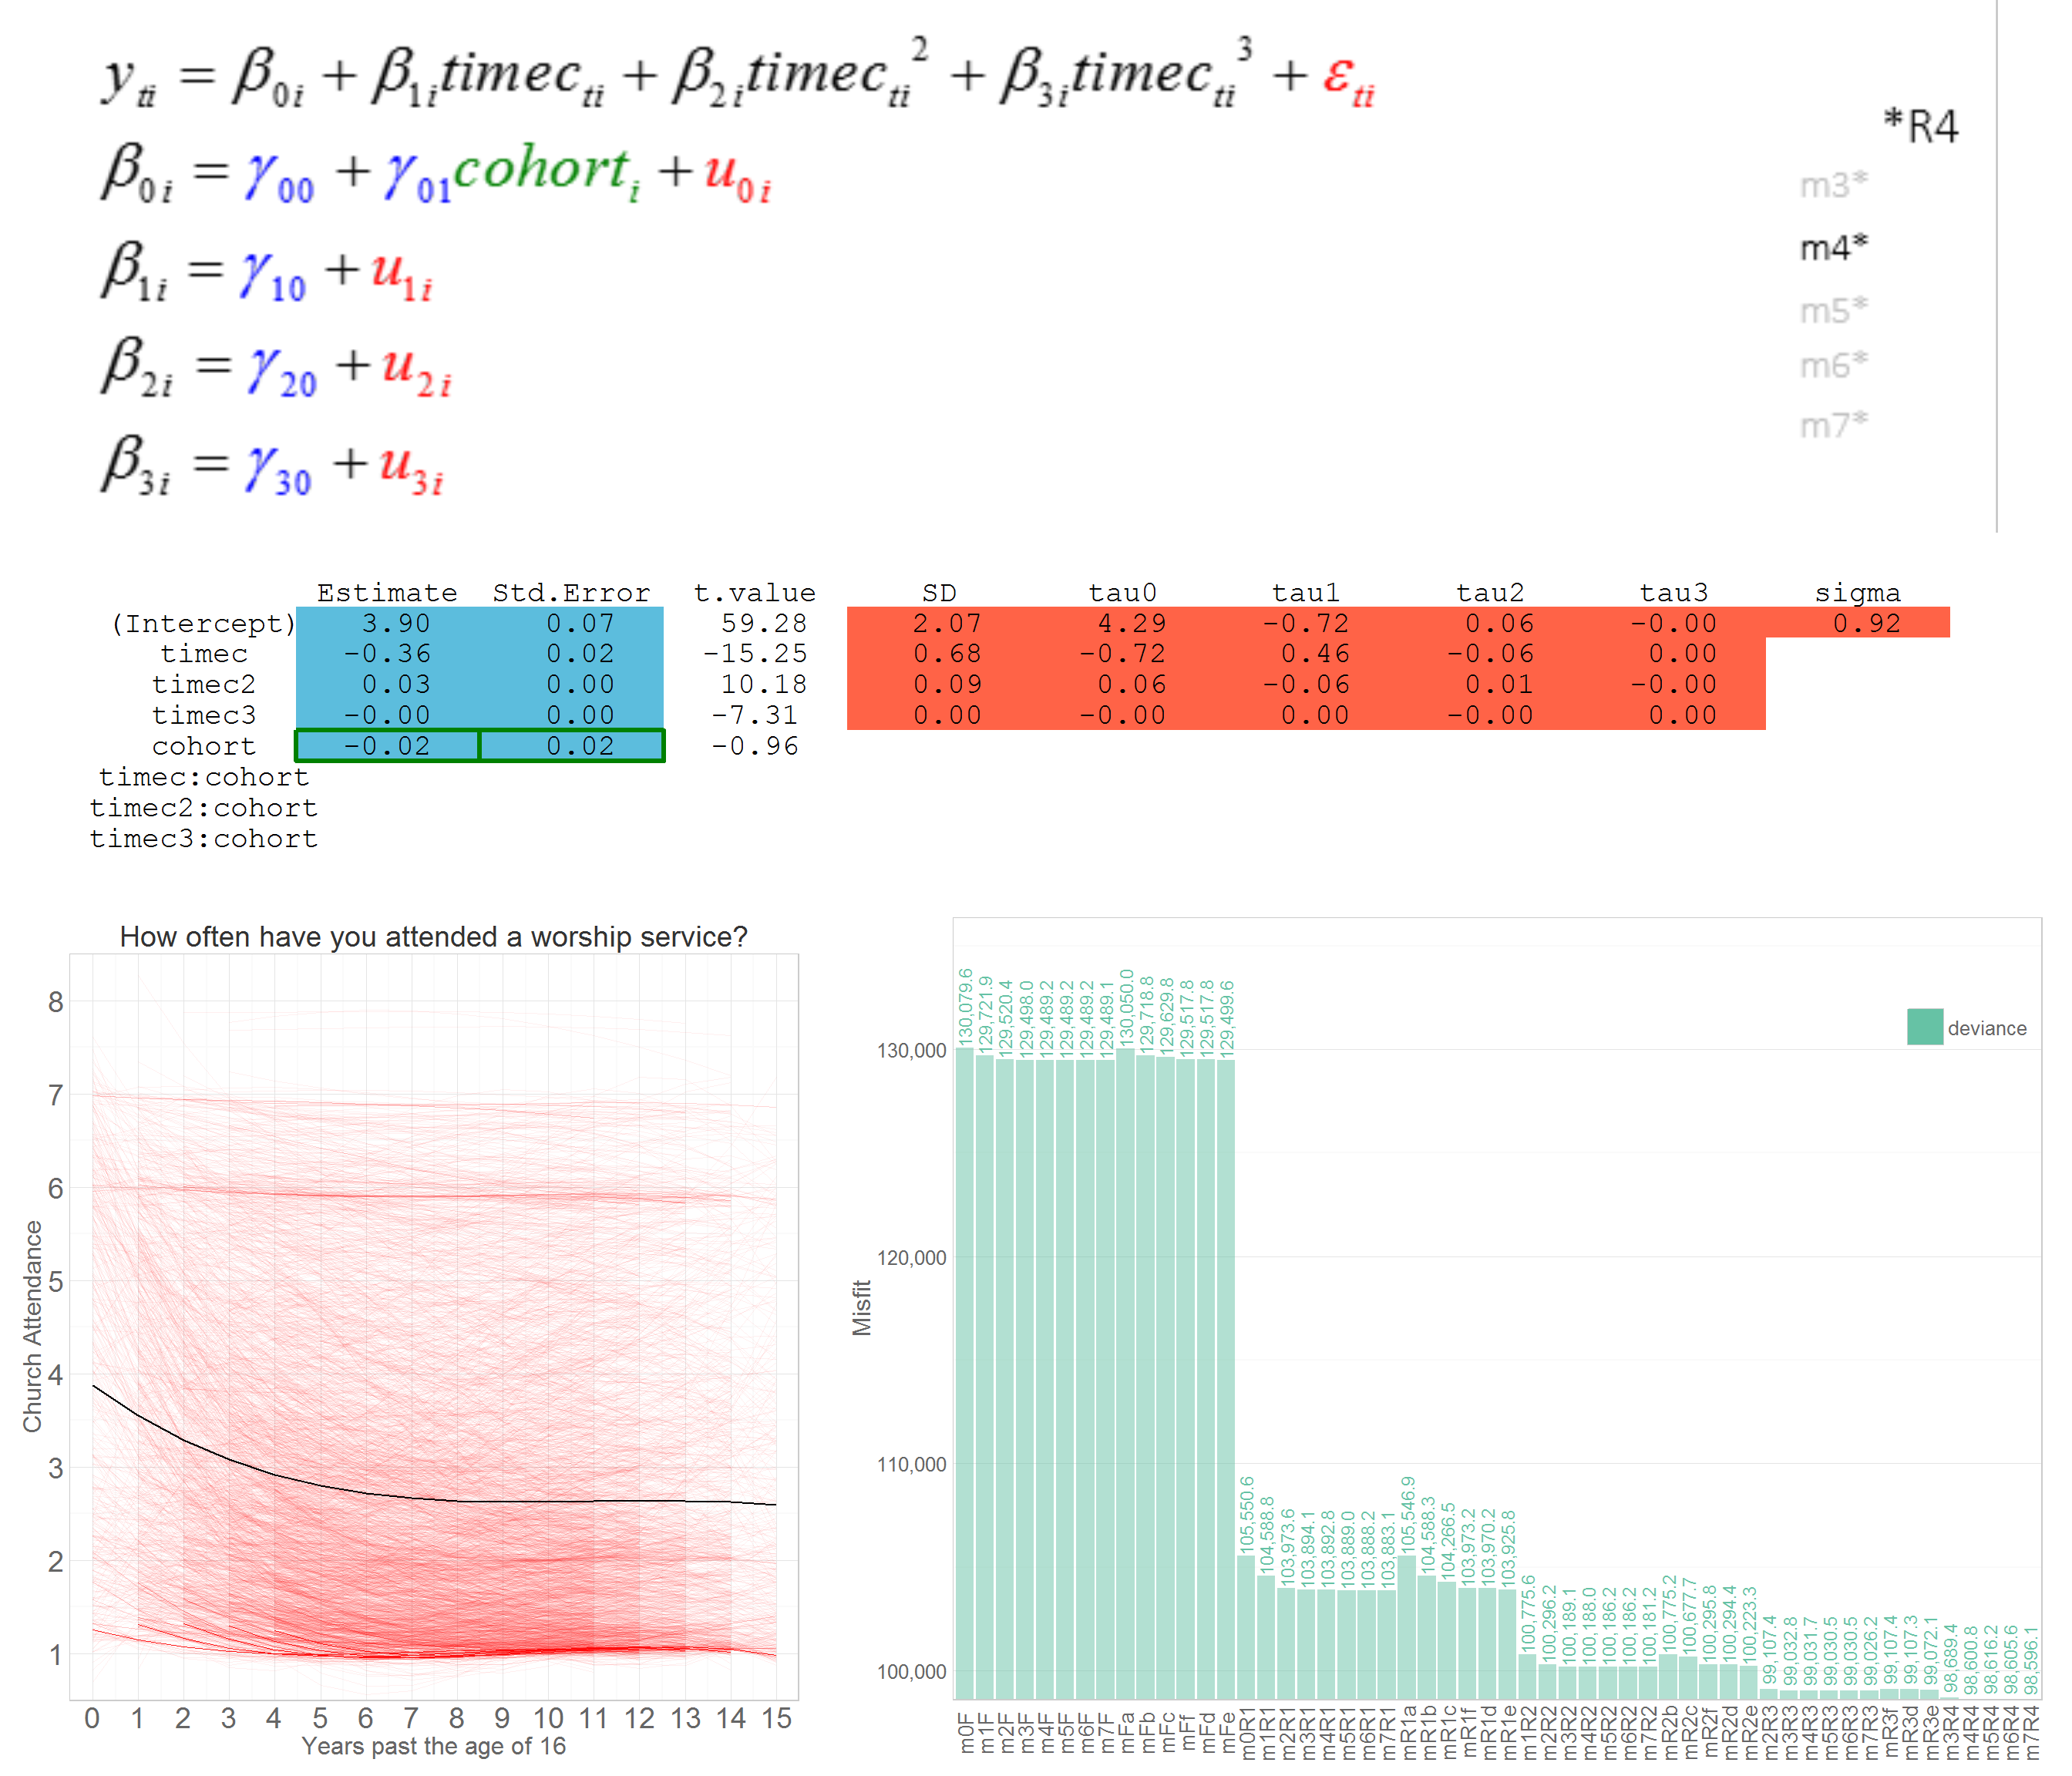 y_ti = β_0i + β_1i timec_ti + β_2i timec_ti² + β_3i timec_ti³ + ε_ti
*R4
β_0i = γ_00 + γ_01 cohort_i + u_0i
m3*
m4*
β_1i = γ_10 + u_1i
m5*
β_2i = γ_20 + u_2i
m6*
m7*
β_3i = γ_30 + u_3i
Estimate Std.Error t.value SD tau0 tau1 tau2 tau3 sigma
(Intercept) 3.90 0.07 59.28 2.07 4.29 -0.72 0.06 -0.00 0.92
timec -0.36 0.02 -15.25 0.68 -0.72 0.46 -0.06 0.00
timec2 0.03 0.00 10.18 0.09 0.06 -0.06 0.01 -0.00
timec3 -0.00 0.00 -7.31 0.00 -0.00 0.00 -0.00 0.00
cohort -0.02 0.02 -0.96
timec:cohort
timec2:cohort
timec3:cohort
How often have you attended a worship service?
Church Attendance
8
7
6
5
4
3
2
1
0 1 2 3 4 5 6 7 8 9 10 11 12 13 14 15
Years past the age of 16
Misfit
130,000
120,000
110,000
100,000
deviance
130,079.6 129,721.9 129,520.4 129,498.0 129,489.2 129,489.2 129,489.2 129,489.1 130,050.0 129,718.8 129,629.8 129,517.8 129,517.8 129,499.6 105,550.6 104,588.8 103,973.6 103,894.1 103,892.8 103,889.0 103,888.2 103,883.1 105,546.9 104,588.3 104,266.5 103,973.2 103,970.2 103,925.8 100,775.6 100,296.2 100,189.1 100,188.0 100,186.2 100,186.2 100,181.2 100,775.2 100,677.7 100,295.8 100,294.4 100,223.3 99,107.4 99,032.8 99,031.7 99,030.5 99,030.5 99,026.2 99,107.4 99,107.3 99,072.1 98,689.4 98,600.8 98,616.2 98,605.6 98,596.1
m0F m1F m2F m3F m4F m5F m6F m7F mFa mFb mFc mFf mFd mFe m0R1 m1R1 m2R1 m3R1 m4R1 m5R1 m6R1 m7R1 mR1a mR1b mR1c mR1f mR1d mR1e m1R2 m2R2 m3R2 m4R2 m5R2 m6R2 m7R2 mR2b mR2c mR2f mR2d mR2e m2R3 m3R3 m4R3 m5R3 m6R3 m7R3 mR3f mR3d mR3e m3R4 m4R4 m5R4 m6R4 m7R4